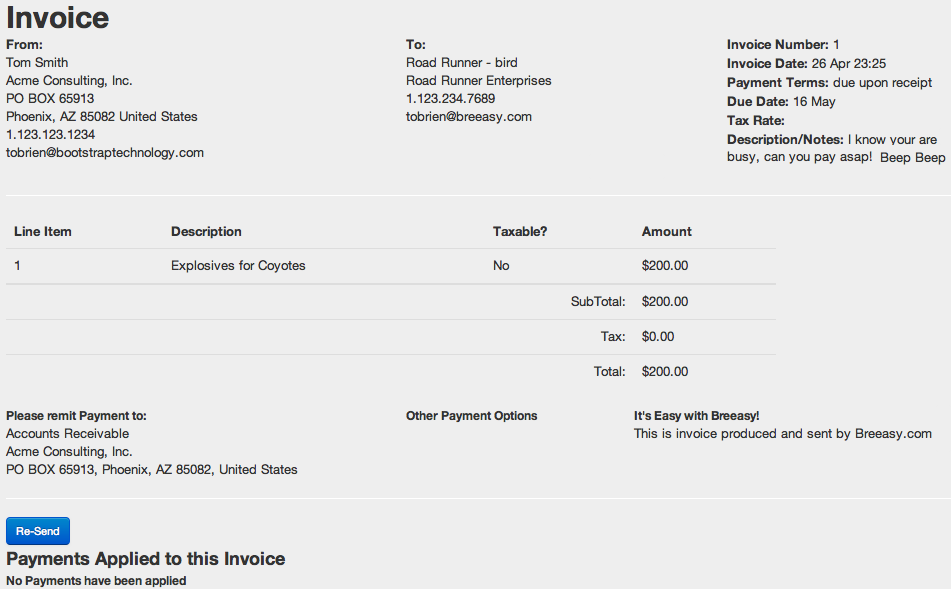 Invoice
From:
Tom Smith
Acme Consulting, Inc.
PO BOX 65913
Phoenix, AZ 85082 United States
1.123.123.1234
tobrien@bootstraptechnology.com
To:
Road Runner - bird
Road Runner Enterprises
1.123.234.7689
tobrien@breeasy.com
Invoice Number: 1
Invoice Date: 26 Apr 23:25
Payment Terms: due upon receipt
Due Date: 16 May
Tax Rate:
Description/Notes: I know your are
busy, can you pay asap! Beep Beep
Line Item Description Taxable? Amount
1 Explosives for Coyotes No $200.00
SubTotal: $200.00
Tax: $0.00
Total: $200.00
Please remit Payment to:
Accounts Receivable
Acme Consulting, Inc.
PO BOX 65913, Phoenix, AZ 85082, United States
Other Payment Options
It's Easy with Breeasy!
This is invoice produced and sent by Breeasy.com
Re-Send
Payments Applied to this Invoice
No Payments have been applied